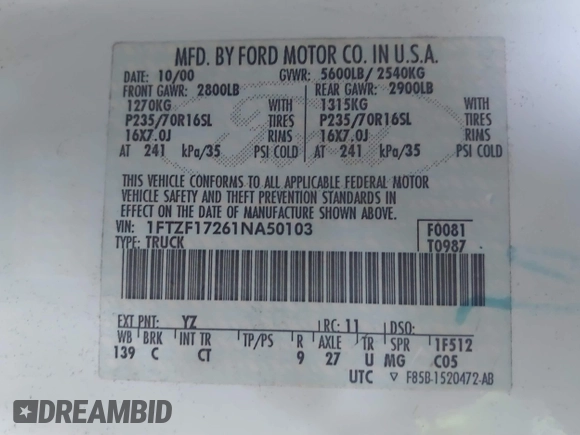 MFD. BY FORD MOTOR CO. IN U.S.A.
DATE: 10/00 GVWR: 5600LB/ 2540KG
FRONT GAWR: 2800LB REAR GAWR: 2900LB
1270KG WITH 1315KG WITH
P235/70R16SL TIRES P235/70R16SL TIRES
16X7.0J RIMS 16X7.0J RIMS
AT 241 kPa/35 PSI COLD AT 241 kPa/35 PSI COLD
THIS VEHICLE CONFORMS TO ALL APPLICABLE FEDERAL MOTOR
VEHICLE SAFETY AND THEFT PREVENTION STANDARDS IN
EFFECT ON THE DATE OF MANUFACTURE SHOWN ABOVE.
VIN: 1FTZF17261NA50103 F0081
TYPE: TRUCK T0987
EXT PNT: YZ RC: 11 DSO:
WB BRK INT TR TP/PS R AXLE TR SPR 1F512
139 C CT 9 27 U MG C05
UTC ▽ F85B-1520472-AB
DREAMBID